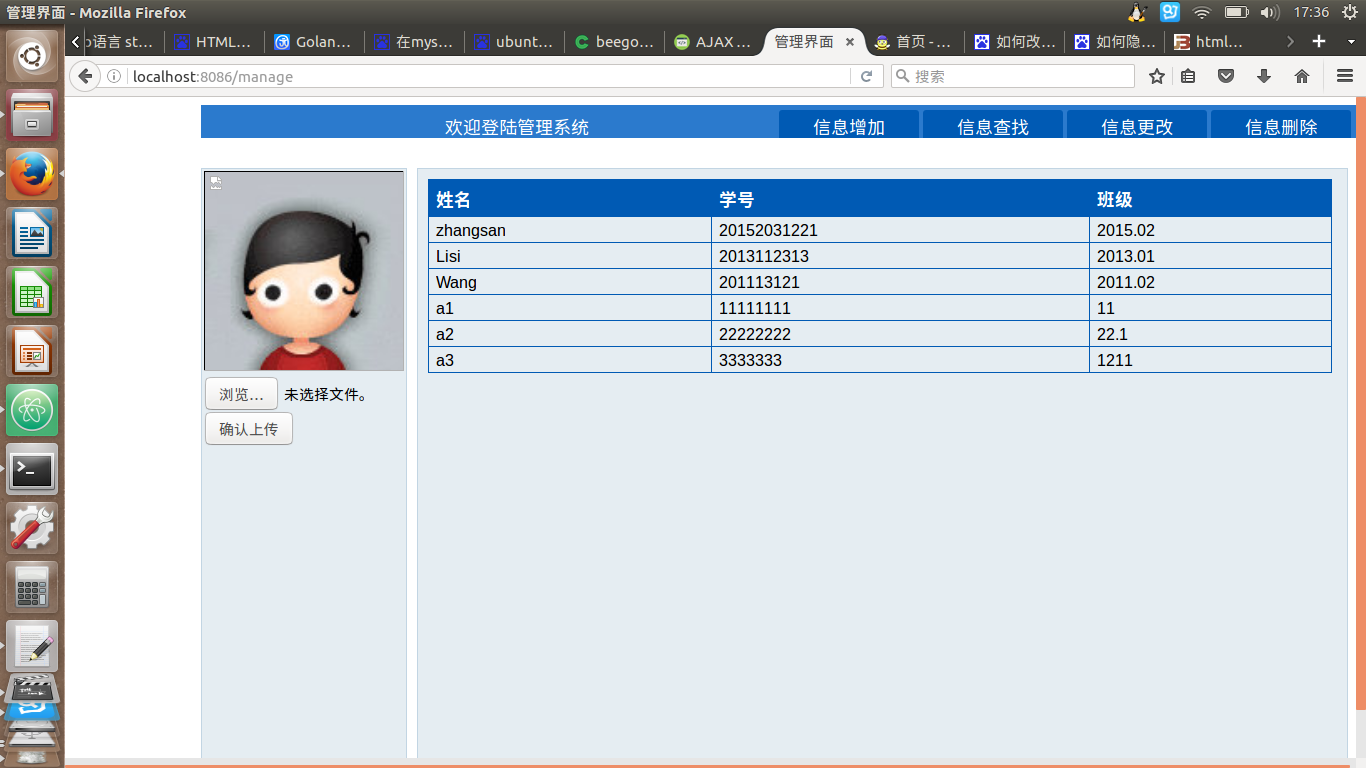 管理界面 - Mozilla Firefox
17:36
语言 st...
HTML...
Golan...
在mys...
ubunt...
beego...
AJAX ...
管理界面
首页 - ...
如何改...
如何隐...
html...
localhost:8086/manage
搜索
欢迎登陆管理系统
信息增加
信息查找
信息更改
信息删除
姓名 学号 班级
zhangsan 20152031221 2015.02
Lisi 2013112313 2013.01
Wang 201113121 2011.02
a1 11111111 11
a2 22222222 22.1
a3 3333333 1211
浏览... 未选择文件。
确认上传